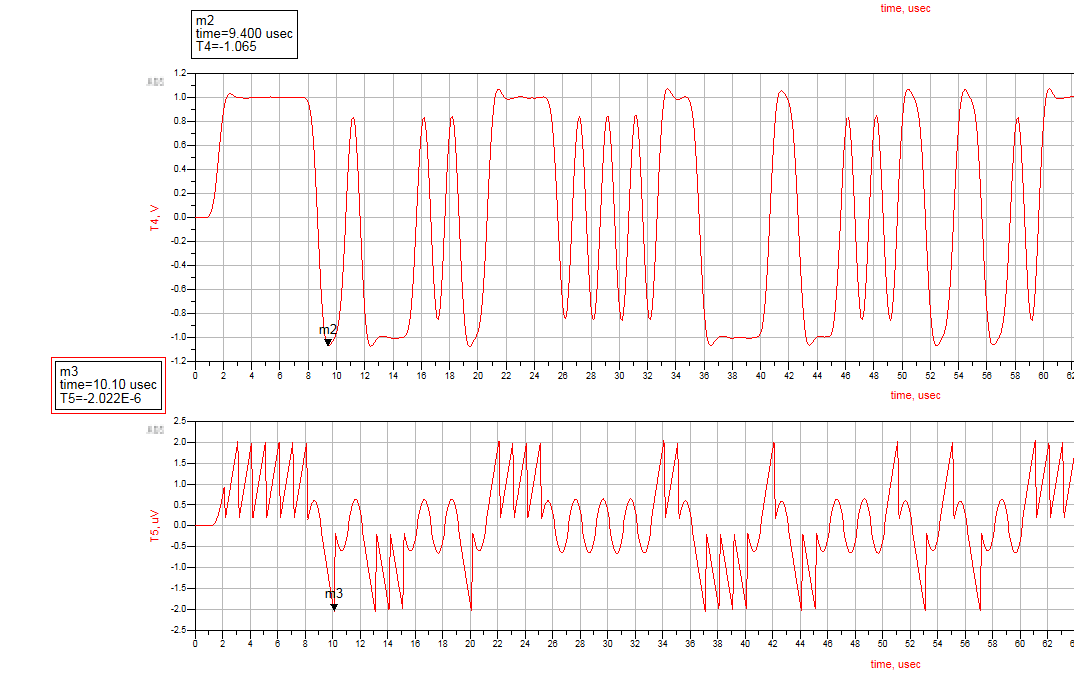 time, usec
m2
time=9.400 usec
T4=-1.065
1.2
1.0
0.8
0.6
0.4
0.2
0.0
-0.2
-0.4
-0.6
-0.8
-1.0
-1.2
T4, V
m2
0 2 4 6 8 10 12 14 16 18 20 22 24 26 28 30 32 34 36 38 40 42 44 46 48 50 52 54 56 58 60 62
time, usec
m3
time=10.10 usec
T5=-2.022E-6
2.5
2.0
1.5
1.0
0.5
0.0
-0.5
-1.0
-1.5
-2.0
-2.5
T5, uV
m3
0 2 4 6 8 10 12 14 16 18 20 22 24 26 28 30 32 34 36 38 40 42 44 46 48 50 52 54 56 58 60 62
time, usec